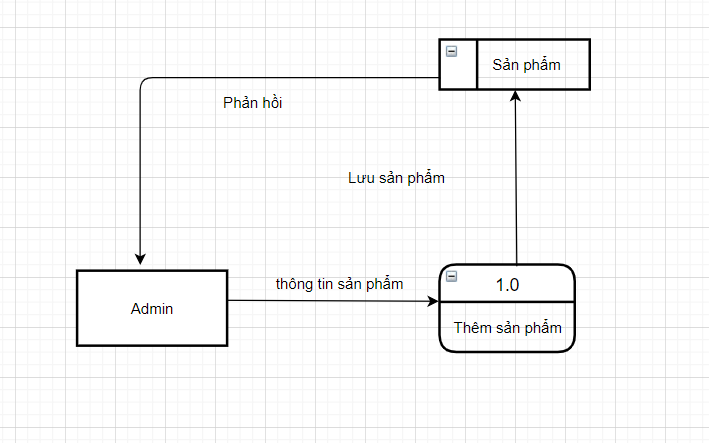 Sản phẩm
Phản hồi
Lưu sản phẩm
thông tin sản phẩm
1.0
Admin
Thêm sản phẩm